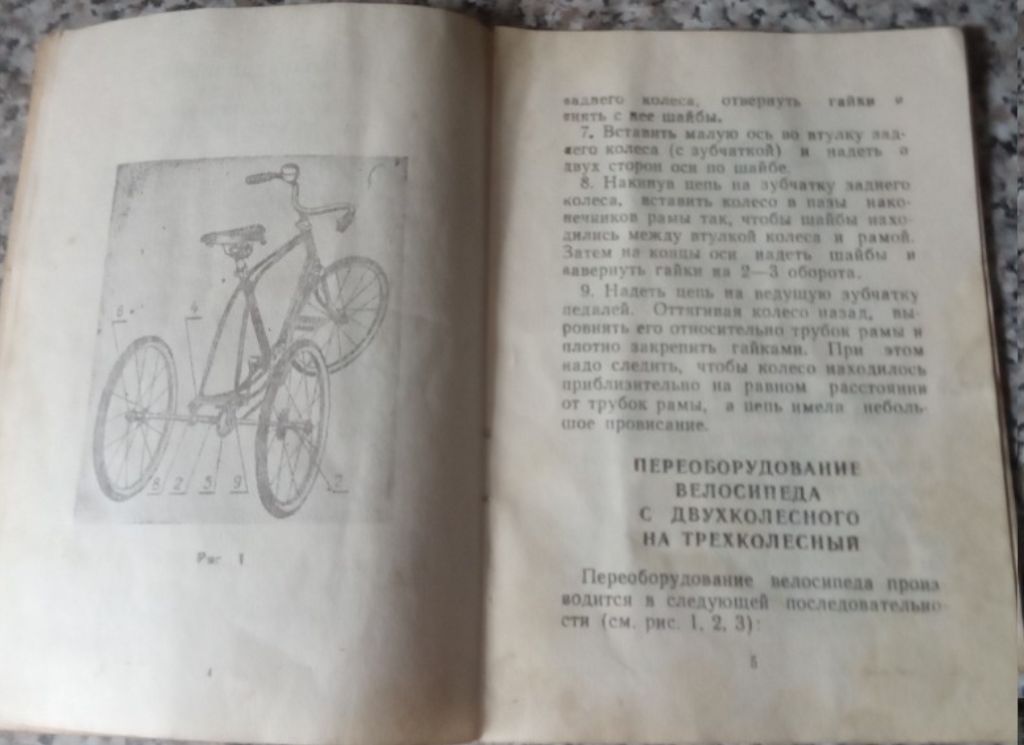 6
4
8 2 5 9 7
Рис 1
4
заднего колеса, отвернуть гайки и
снять с нее шайбы.
7. Вставить малую ось во втулку зад-
него колеса (с зубчаткой) и надеть с
двух сторон оси по шайбе.
8. Накинув цепь на зубчатку заднего
колеса, вставить колесо в пазы нако-
нечников рамы так, чтобы шайбы нахо-
дились между втулкой колеса и рамой.
Затем на концы оси надеть шайбы и
завернуть гайки на 2—3 оборота.
9. Надеть цепь на ведущую зубчатку
педалей. Оттягивая колесо назад, вы-
ровнить его относительно трубок рамы и
плотно закрепить гайками. При этом
надо следить, чтобы колесо находилось
приблизительно на равном расстоянии
от трубок рамы, а цепь имела неболь-
шое провисание.
ПЕРЕОБОРУДОВАНИЕ
ВЕЛОСИПЕДА
С ДВУХКОЛЕСНОГО
НА ТРЕХКОЛЕСНЫЙ
Переоборудование велосипеда произ
водится в следующей последовательно-
сти (см. рис. 1, 2, 3):
5